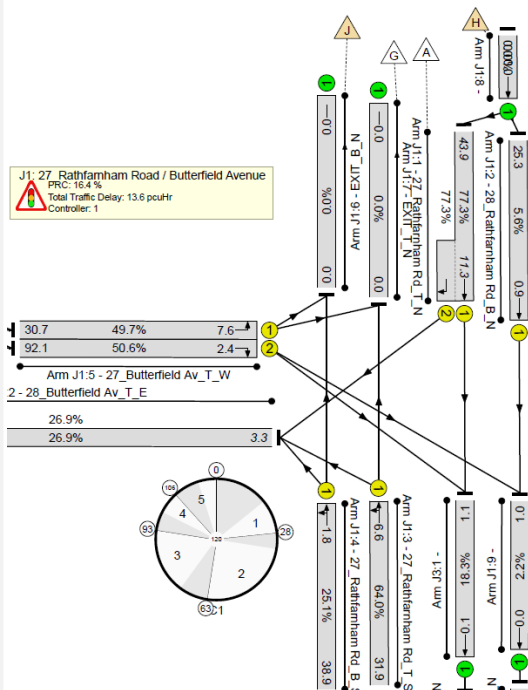 J
G
A
H
Arm J1:8 -
0.0
0.0%
0.0
1
1
1
1
0.0
0.0%
0.0
Arm J1:6 - EXIT_B_N
0.0
0.0%
0.0
Arm J1:7 - EXIT_T_N
Arm J1:1 - 27_Rathfarnham Rd_T_N
43.9
77.3%
11.3
77.3%
Arm J1:2 - 28_Rathfarnham Rd_B_N
25.3
5.6%
0.9
2
1
1
J1: 27_Rathfarnham Road / Butterfield Avenue
PRC: 16.4 %
Total Traffic Delay: 13.6 pcuHr
Controller: 1
30.7 49.7% 7.6 1
92.1 50.6% 2.4 2
Arm J1:5 - 27_Butterfield Av_T_W
:2 - 28_Butterfield Av_T_E
26.9%
26.9% 3.3
0
5
1
28
2
63
3
93
4
106
120
C1
1
1.8
25.1%
38.9
Arm J1:4 - 27_Rathfarnham Rd_B_S
1
6.6
64.0%
31.9
Arm J1:3 - 27_Rathfarnham Rd_T_S
1.1
18.3%
0.1
Arm J3:1 -
1
1.0
2.2%
0.0
Arm J1:9 -
1
N
N